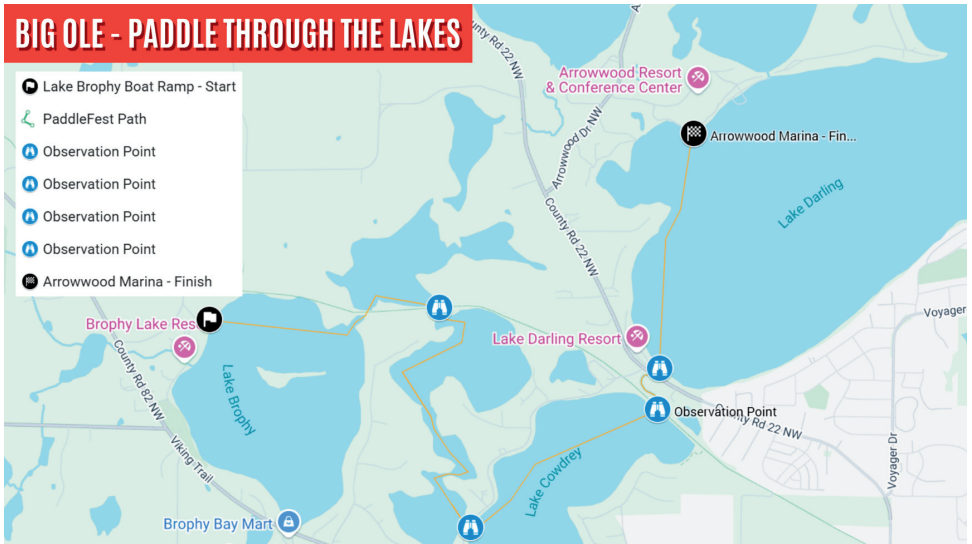 BIG OLE - PADDLE THROUGH THE LAKES
Lake Brophy Boat Ramp - Start
PaddleFest Path
Observation Point
Observation Point
Observation Point
Observation Point
Arrowwood Marina - Finish
County Rd 22 NW
Arrowwood Resort
& Conference Center
Arrowwood Marina - Fin...
Arrowwood Dr NW
Lake Darling
County Rd 22 NW
Voyager
Brophy Lake Res
Lake Darling Resort
County Rd 82 NW
Lake Brophy
Observation Point
County Rd 22 NW
Viking Trail
Voyager Dr
Lake Cowdrey
Brophy Bay Mart